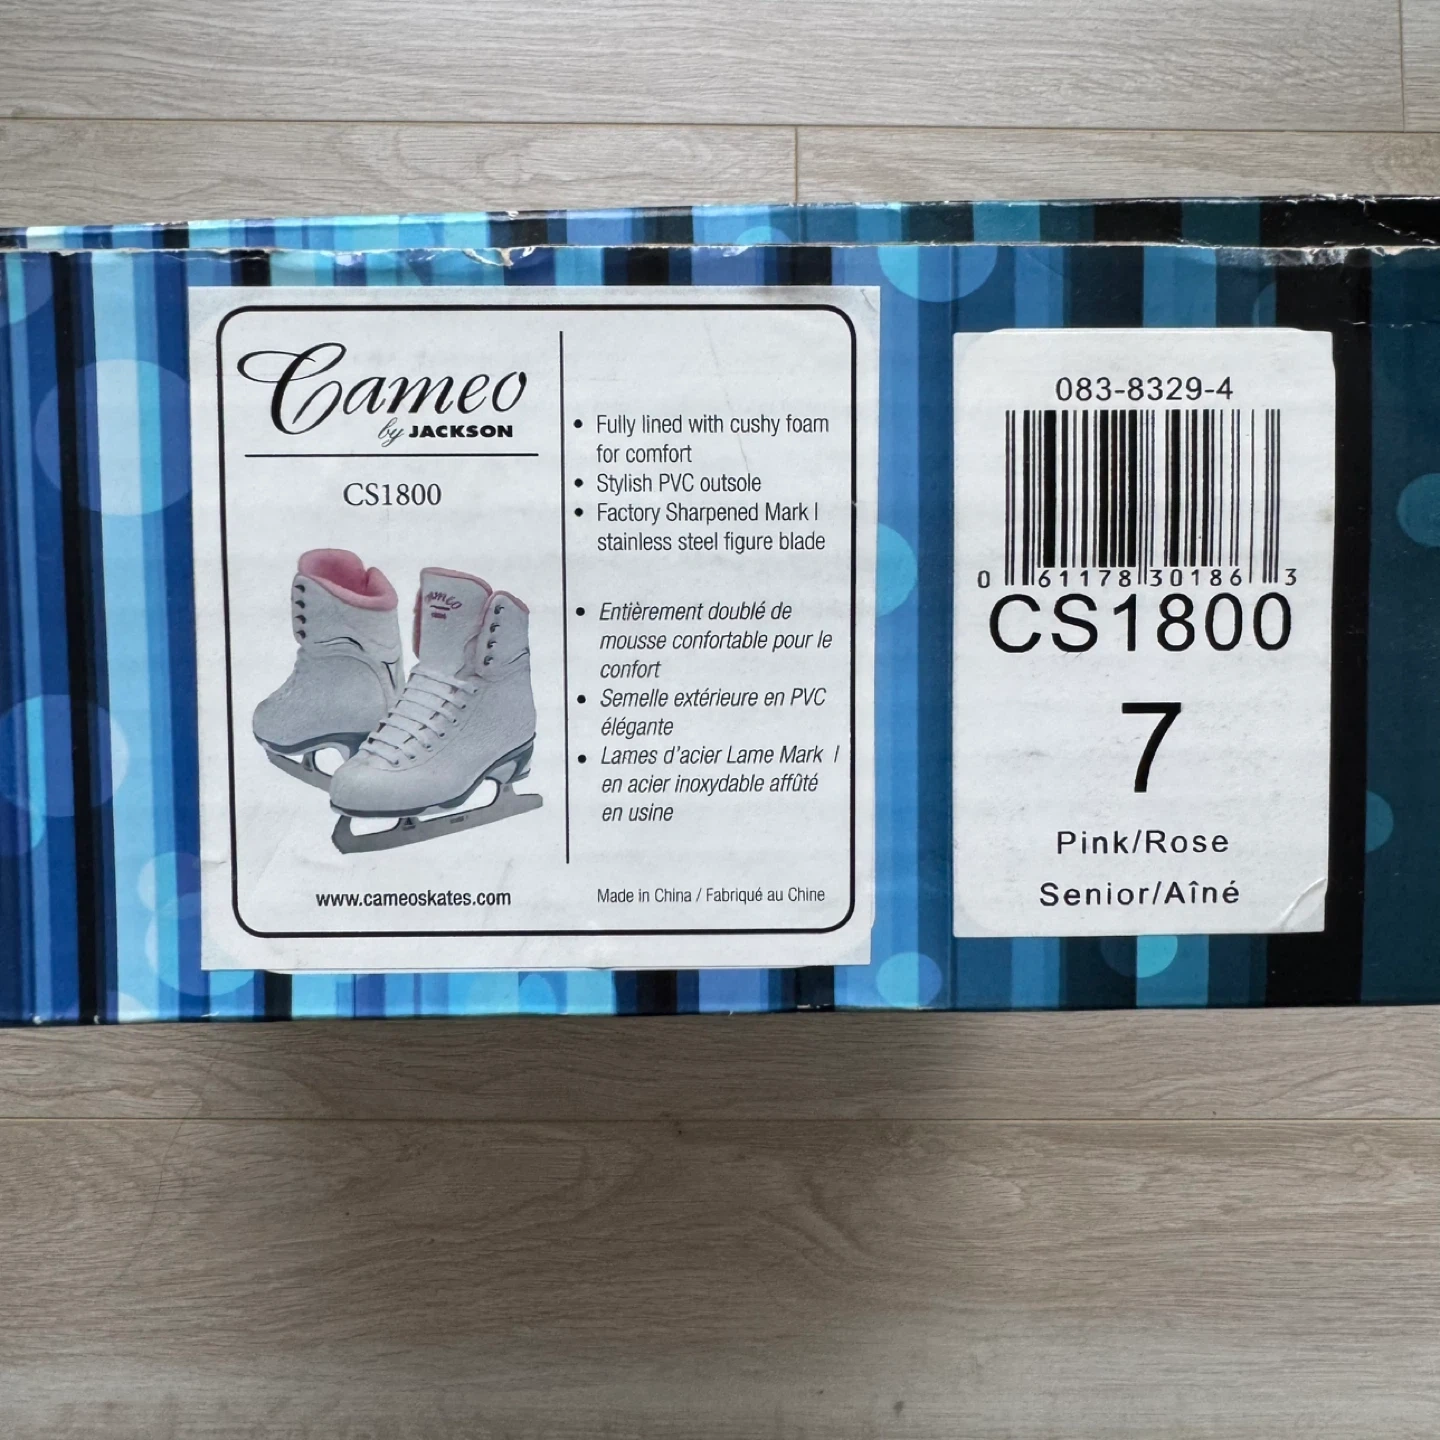 Cameo
by JACKSON
CS1800
Cameo
www.cameoskates.com
• Fully lined with cushy foam
for comfort
• Stylish PVC outsole
• Factory Sharpened Mark I
stainless steel figure blade
• Entièrement doublé de
mousse confortable pour le
confort
• Semelle extérieure en PVC
élégante
• Lames d'acier Lame Mark I
en acier inoxydable affûté
en usine
Made in China / Fabriqué au Chine
083-8329-4
0 61178 30186 3
CS1800
7
Pink/Rose
Senior/Aîné